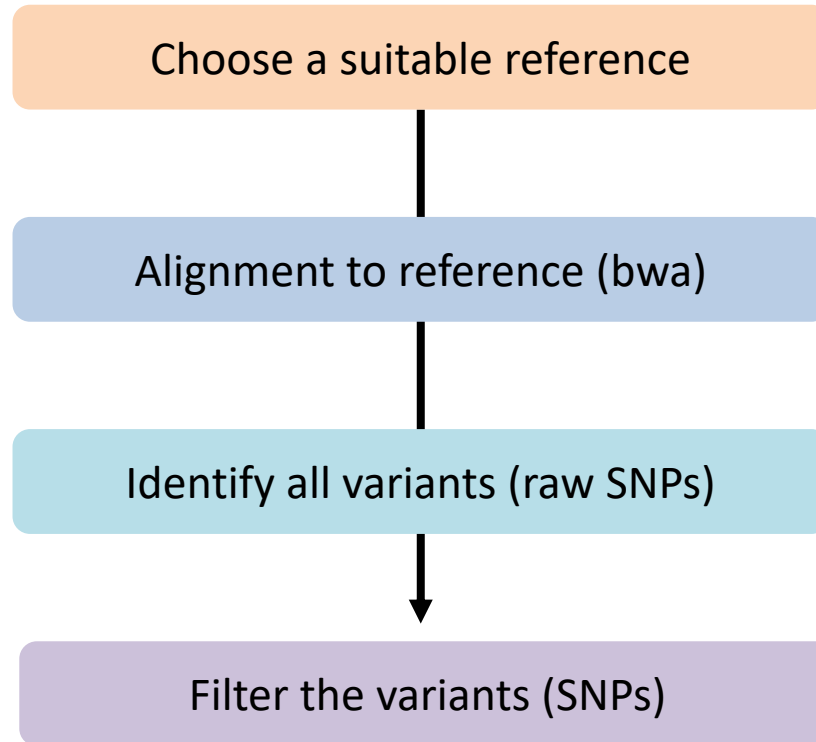 Choose a suitable reference
Alignment to reference (bwa)
Identify all variants (raw SNPs)
Filter the variants (SNPs)